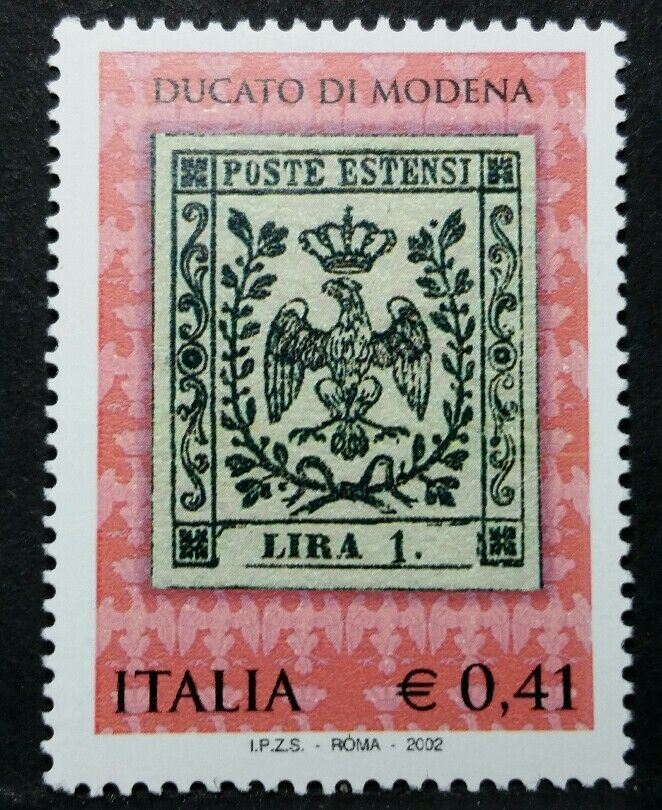 DUCATO DI MODENA
POSTE ESTENSI
LIRA 1.
ITALIA € 0,41
I.P.Z.S. - ROMA - 2002